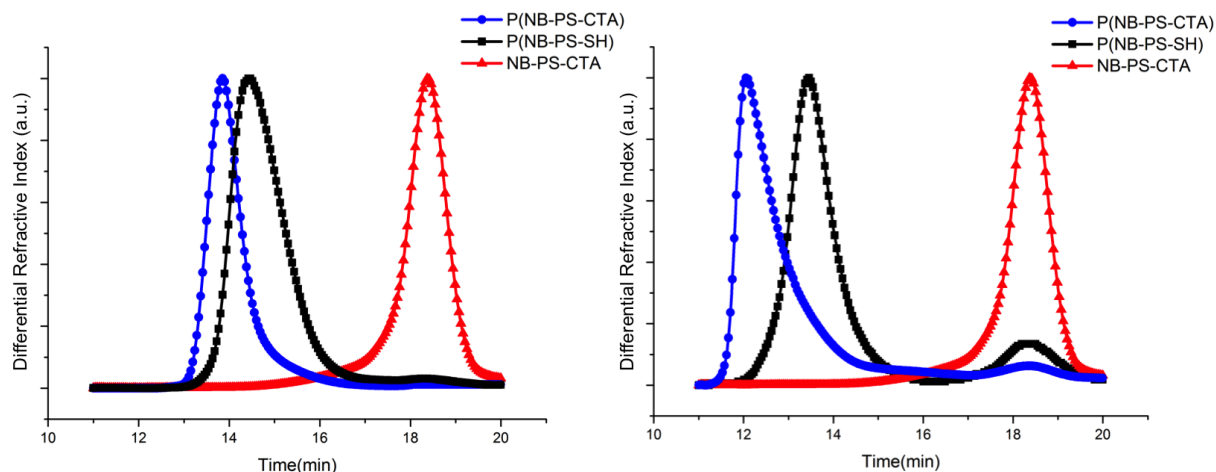 P(NB-PS-CTA)
P(NB-PS-SH)
NB-PS-CTA
Differential Refractive Index (a.u.)
10 12 14 16 18 20
Time(min)
P(NB-PS-CTA)
P(NB-PS-SH)
NB-PS-CTA
Differential Refractive Index (a.u.)
10 12 14 16 18 20
Time(min)